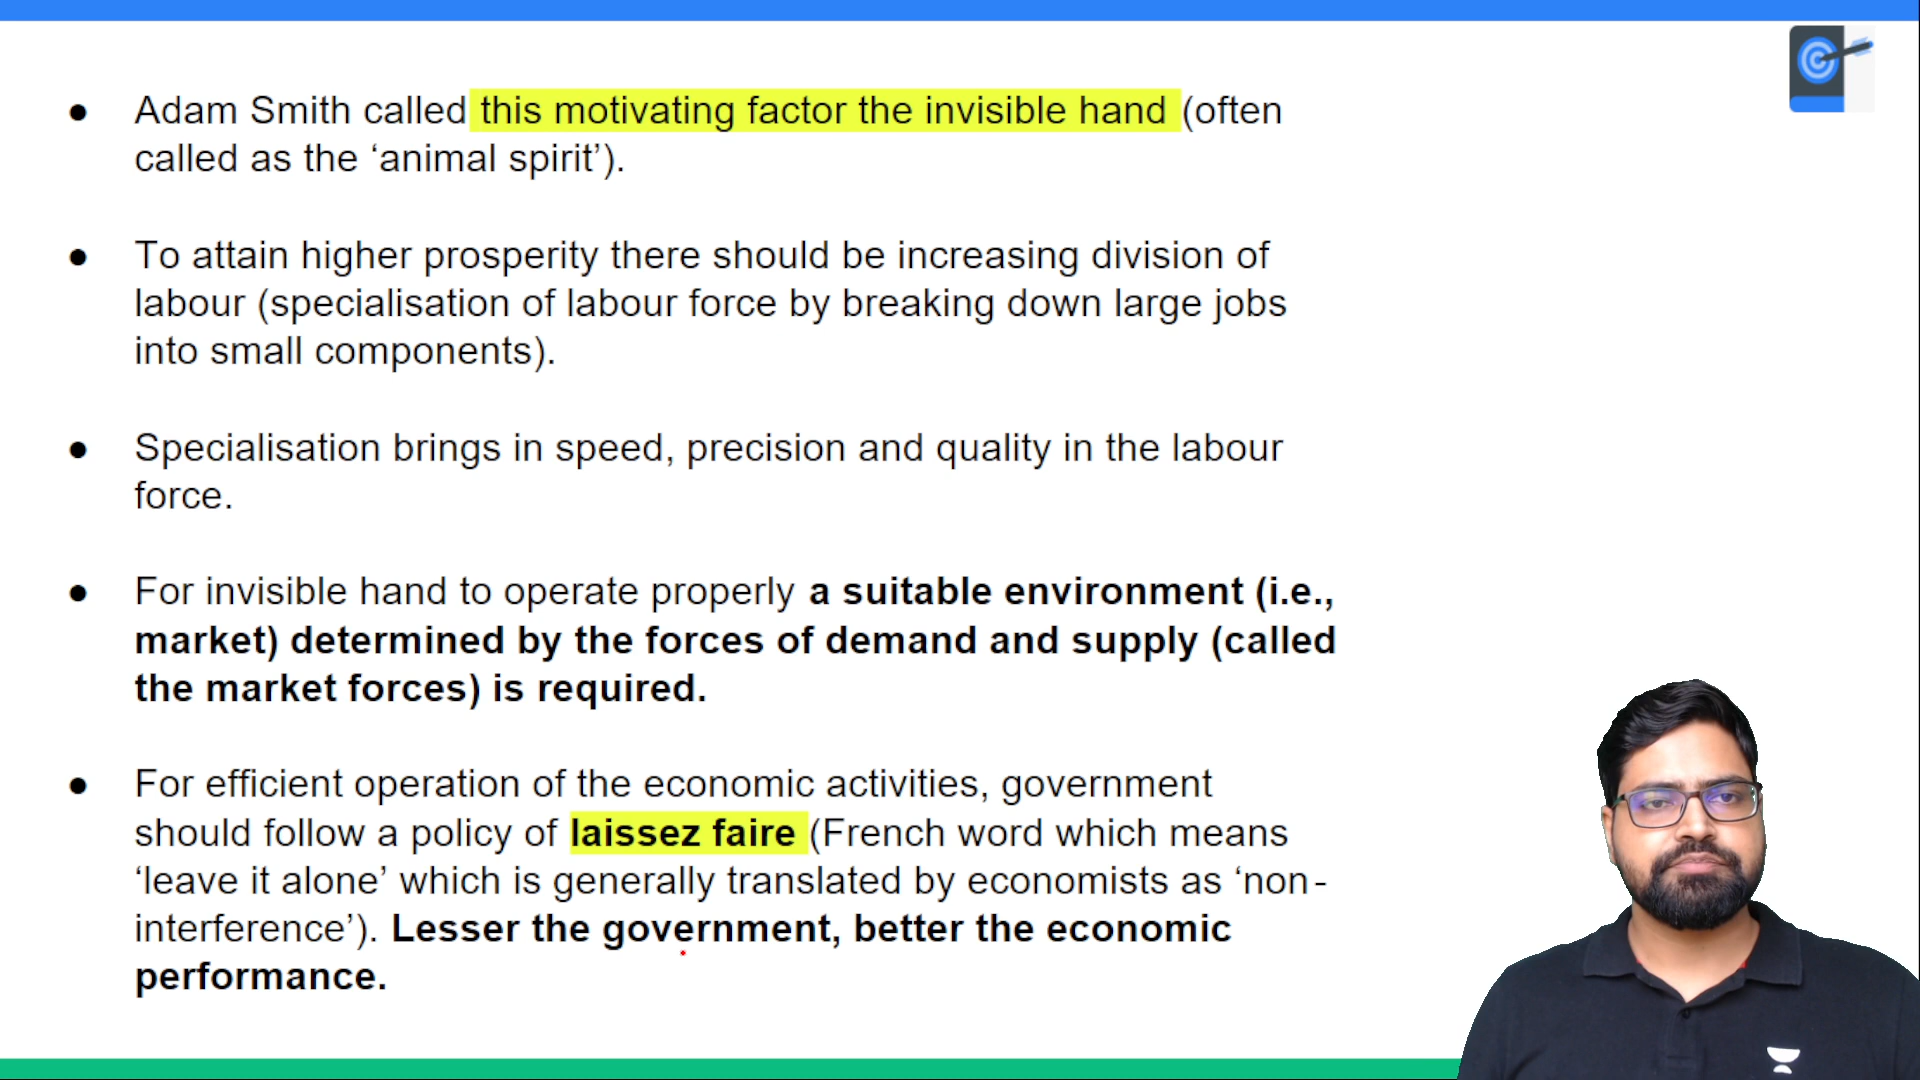 ● Adam Smith called this motivating factor the invisible hand (often
called as the ‘animal spirit’).
● To attain higher prosperity there should be increasing division of
labour (specialisation of labour force by breaking down large jobs
into small components).
● Specialisation brings in speed, precision and quality in the labour
force.
● For invisible hand to operate properly a suitable environment (i.e.,
market) determined by the forces of demand and supply (called
the market forces) is required.
● For efficient operation of the economic activities, government
should follow a policy of laissez faire (French word which means
‘leave it alone’ which is generally translated by economists as ‘non-
interference’). Lesser the government, better the economic
performance.